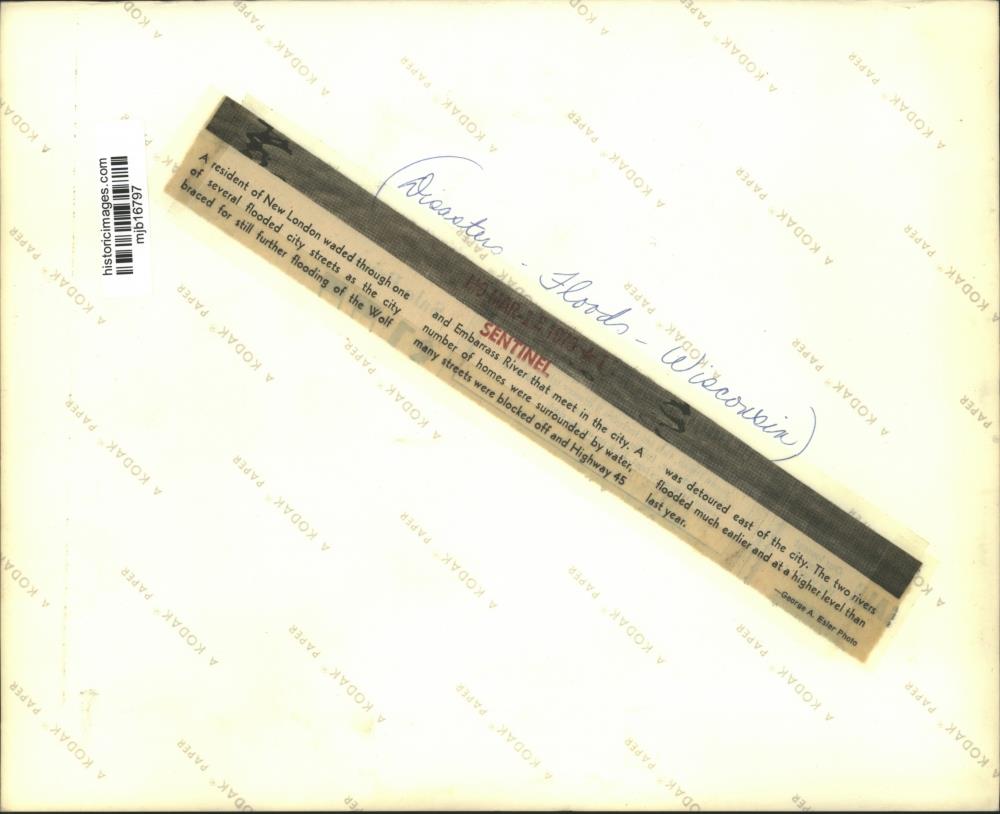 historicimages.com
mjb16797
(Disasters - Floods - Wisconsin)
SENTINEL
A resident of New London waded through one
of several flooded city streets as the city
braced for still further flooding of the Wolf
and Embarrass River that meet in the city. A
number of homes were surrounded by water,
many streets were blocked off and Highway 45
was detoured east of the city. The two rivers
flooded much earlier and at a higher level than
last year.
—George A. Esler Photo
A KODAK PAPER